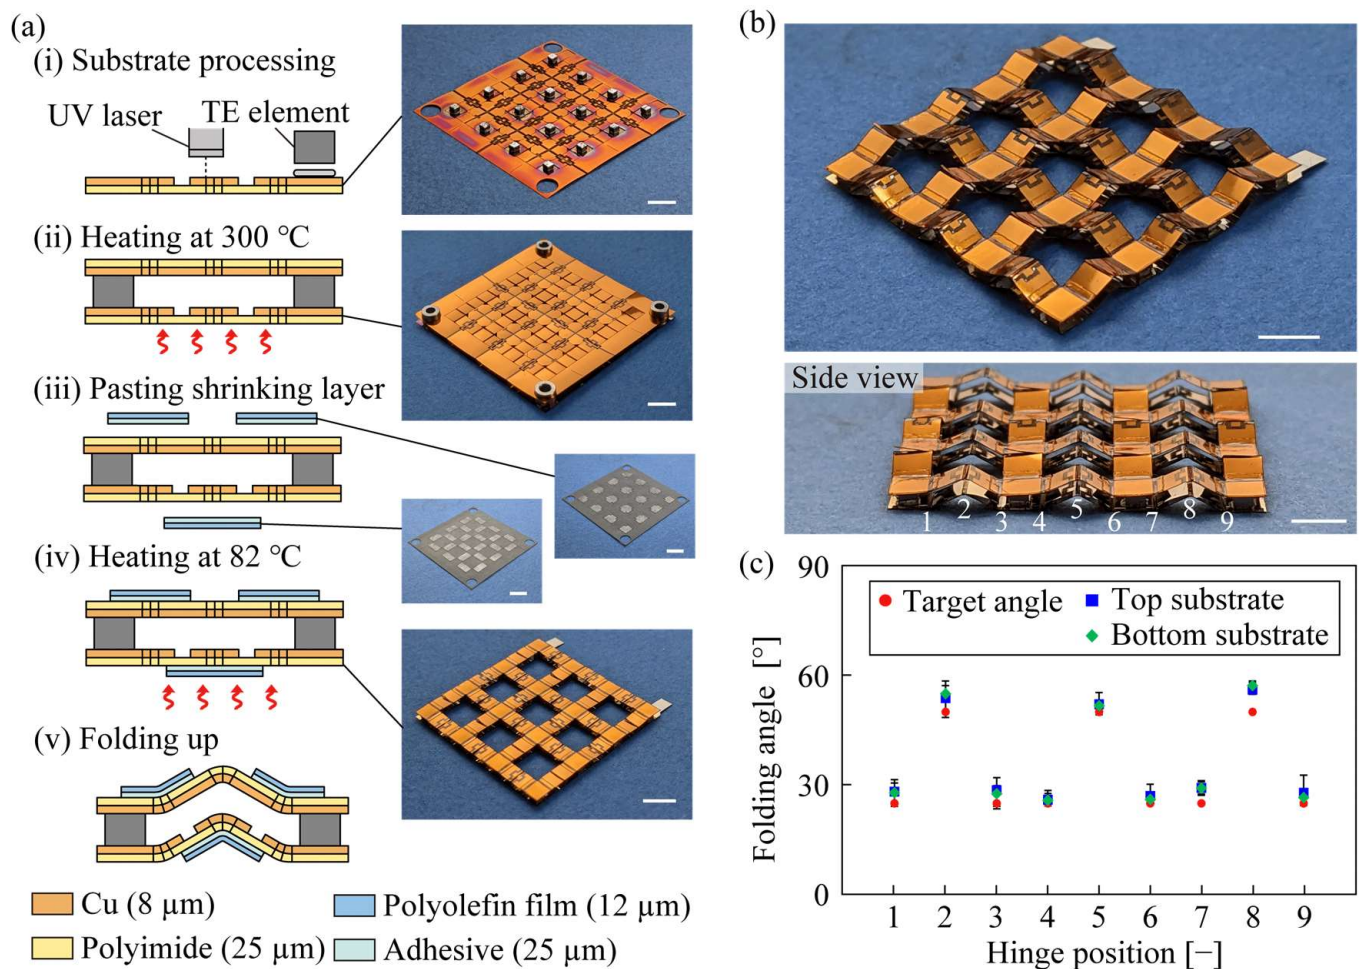 (a)
(i) Substrate processing
UV laser
TE element
(ii) Heating at 300 °C
(iii) Pasting shrinking layer
(iv) Heating at 82 °C
(v) Folding up
Cu (8 µm)
Polyimide (25 µm)
Polyolefin film (12 µm)
Adhesive (25 µm)
(b)
Side view
1 2 3 4 5 6 7 8 9
(c)
Folding angle [°]
90
60
30
0
Target angle
Top substrate
Bottom substrate
1 2 3 4 5 6 7 8 9
Hinge position [−]